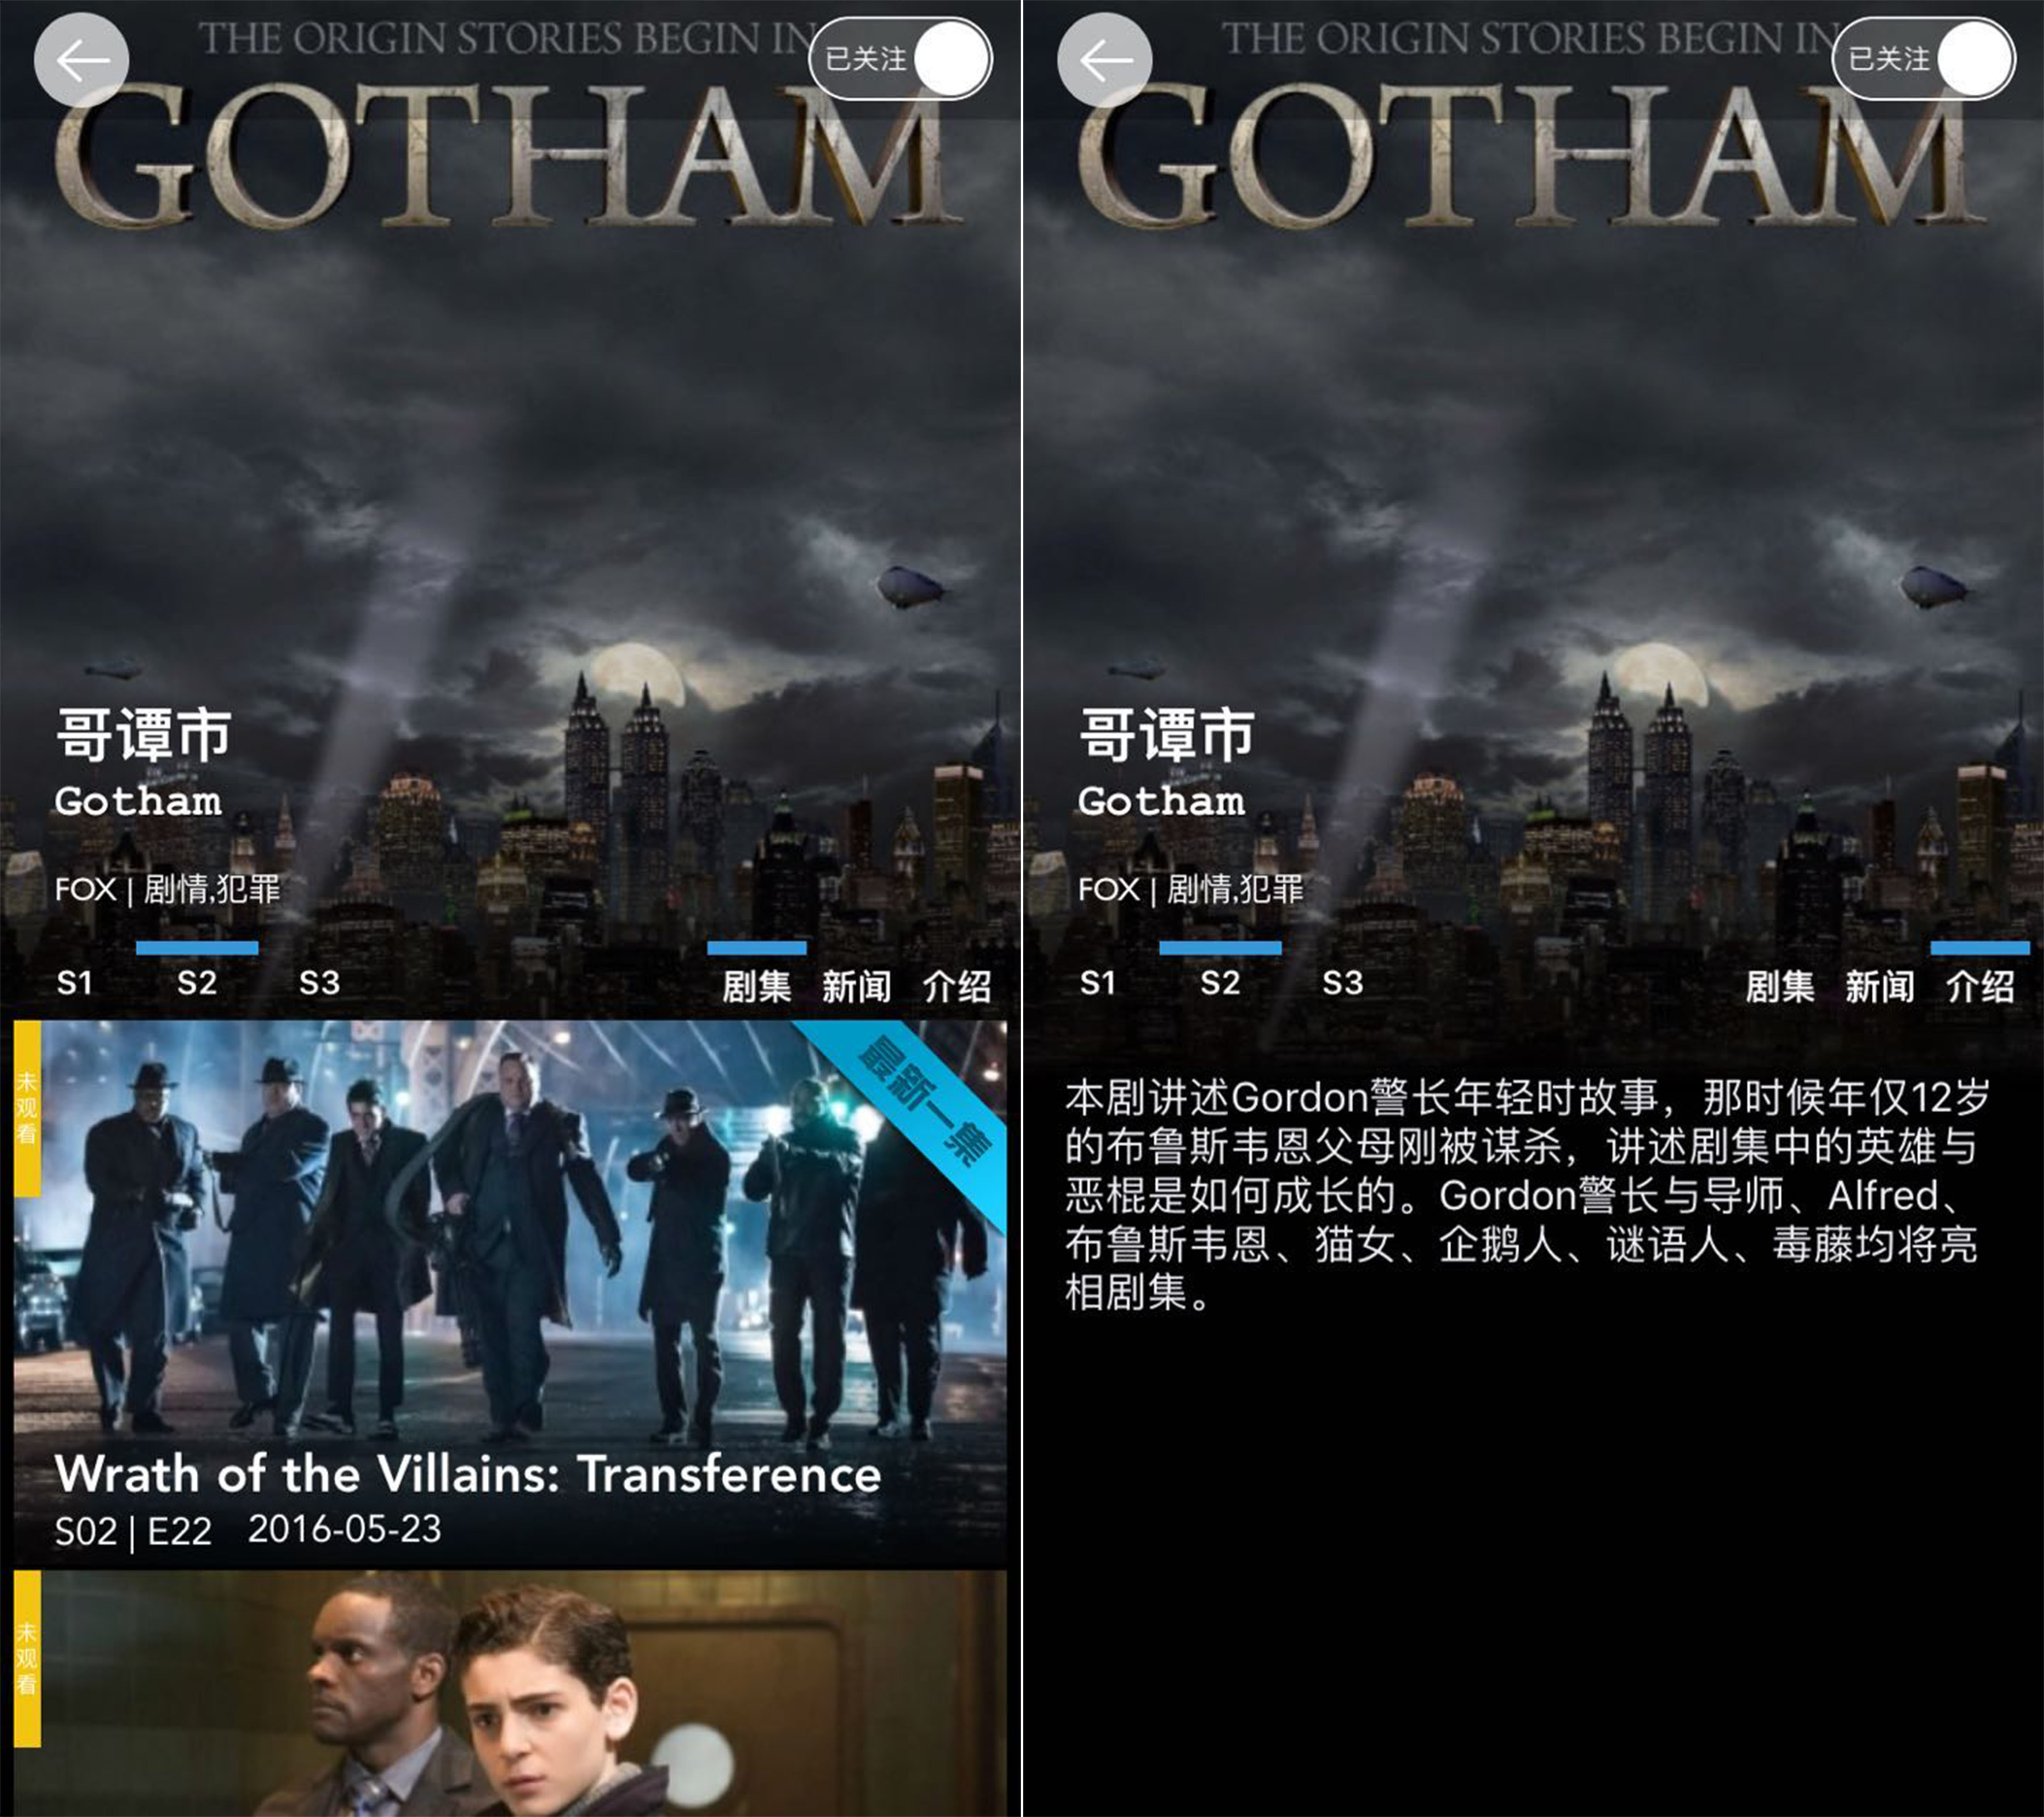 THE ORIGIN STORIES BEGIN IN
已关注
GOTHAM
哥谭市
Gotham
FOX | 剧情,犯罪
S1 S2 S3 剧集 新闻 介绍
未观看
最新一集
Wrath of the Villains: Transference
S02 | E22 2016-05-23
未观看
THE ORIGIN STORIES BEGIN IN
已关注
GOTHAM
哥谭市
Gotham
FOX | 剧情,犯罪
S1 S2 S3 剧集 新闻 介绍
本剧讲述Gordon警长年轻时故事，那时候年仅12岁
的布鲁斯韦恩父母刚被谋杀，讲述剧集中的英雄与
恶棍是如何成长的。Gordon警长与导师、Alfred、
布鲁斯韦恩、猫女、企鹅人、谜语人、毒藤均将亮
相剧集。